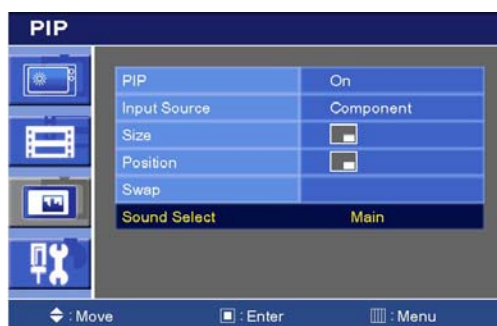 PIP
PIP On
Input Source Component
Size
Position
Swap
Sound Select Main
: Move : Enter : Menu